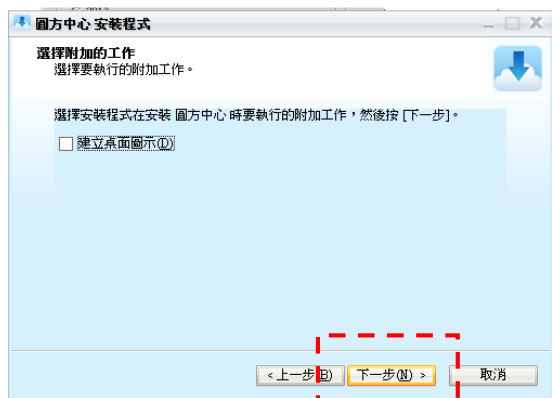 圓方中心 安裝程式
選擇附加的工作
選擇要執行的附加工作。
選擇安裝程式在安裝 圓方中心 時要執行的附加工作，然後按 [下一步]。
建立桌面圖示(D)
<上一步(B)
下一步(N) >
取消